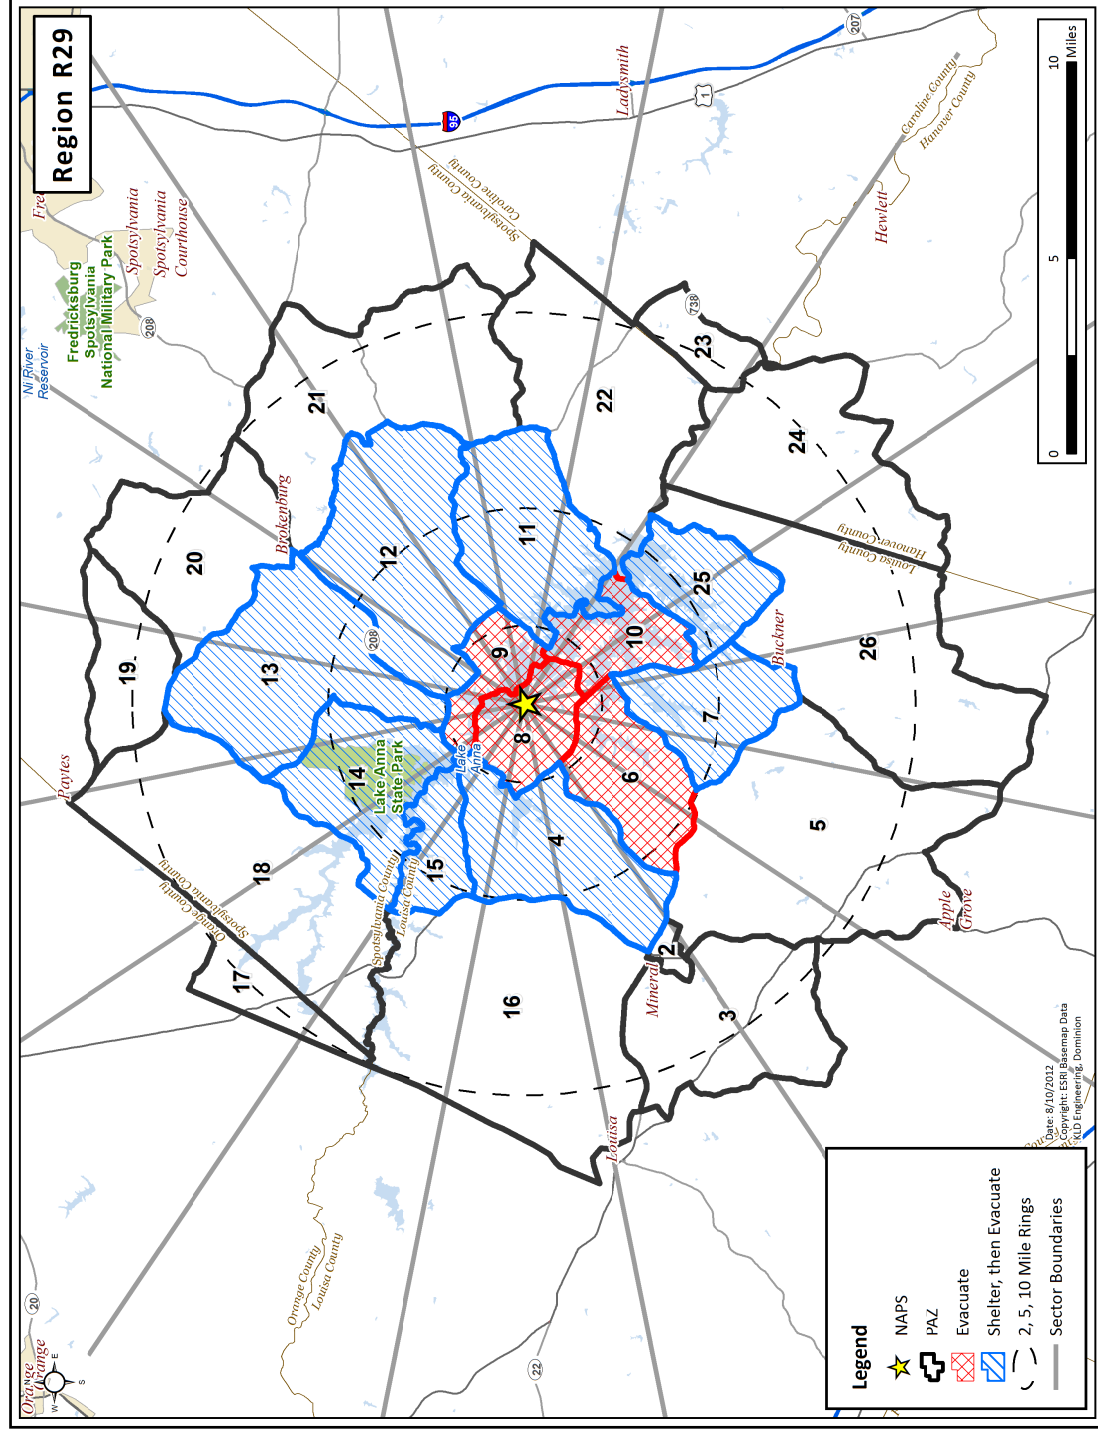 Region R29
Orange
Orange
20
N
E
S
W
Paytes
Brokenburg
Ni River
Reservoir
Fredricksburg
Spotsylvania
National Military Park
Spotsylvania
Spotsylvania
Courthouse
208
95
1
207
Ladysmith
Spotsylvania County
Caroline County
Caroline County
Hanover County
Hewlett
738
Orange County
Spotsylvania
Spotsylvania County
Louisa County
Orange County
Louisa County
Lake Anna
State Park
Lake
Anna
208
Mineral
Louisa
22
Buckner
Louisa County
Hanover County
Apple
Grove
2
3
4
5
6
7
8
9
10
11
12
13
14
15
16
17
18
19
20
21
22
23
24
25
26
Legend
NAPS
PAZ
Evacuate
Shelter, then Evacuate
2, 5, 10 Mile Rings
Sector Boundaries
Date: 8/10/2012
Copyright: ESRI Basemap Data
KLD Engineering, Dominion
0
5
10
Miles